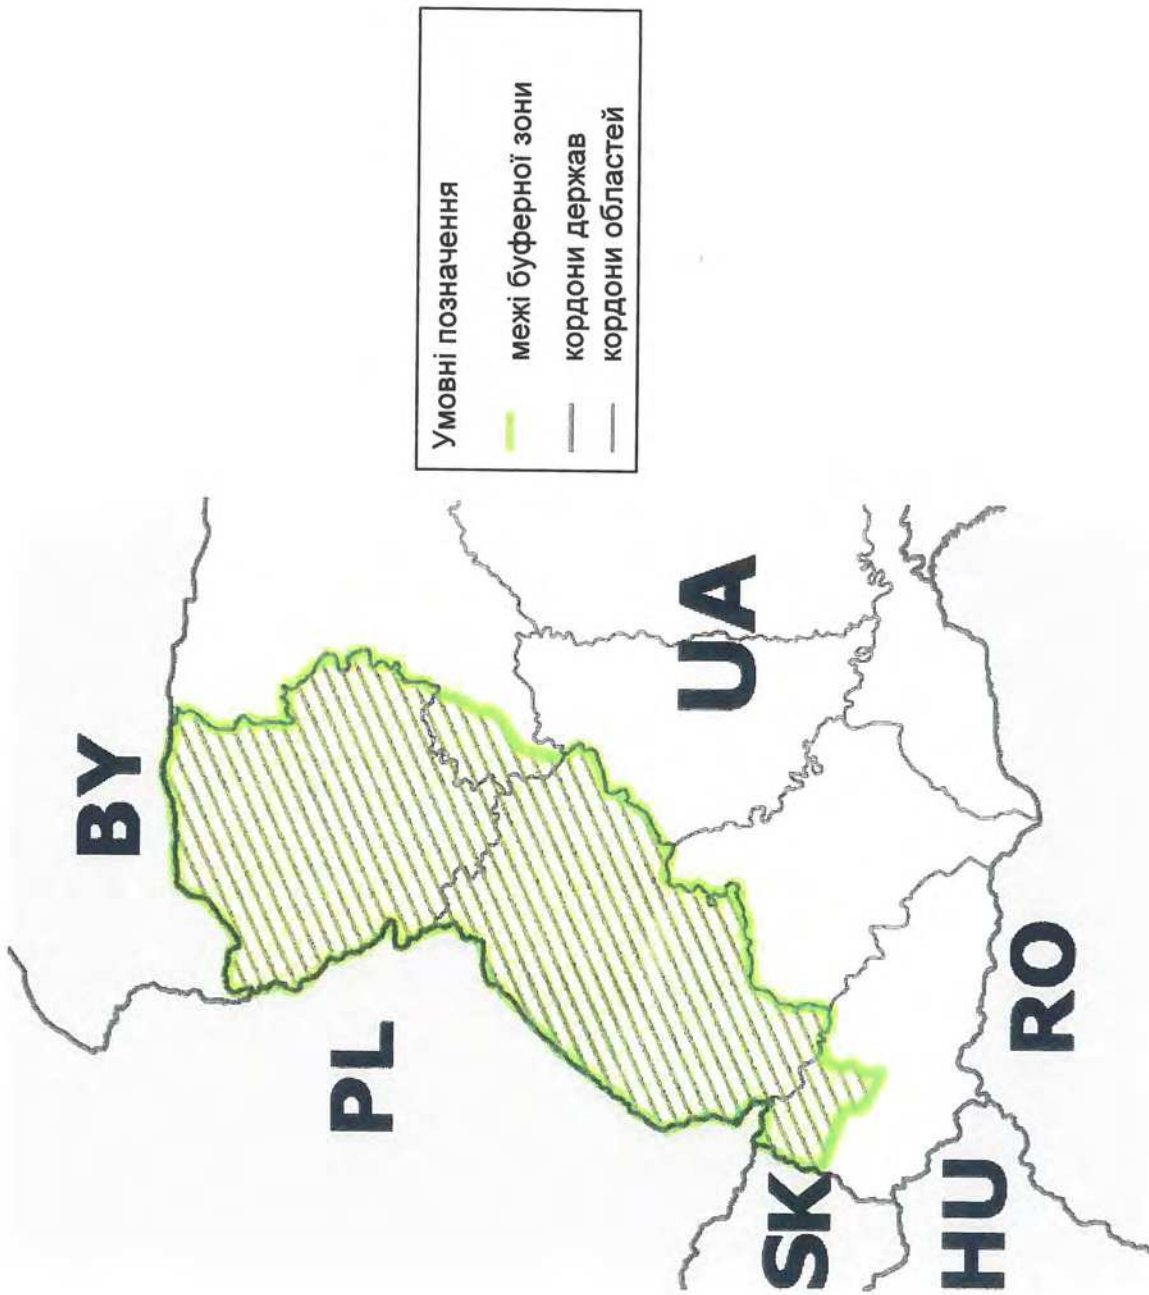 BY
PL
UA
SK
HU
RO
Умовні позначення
межі буферної зони
кордони держав
кордони областей